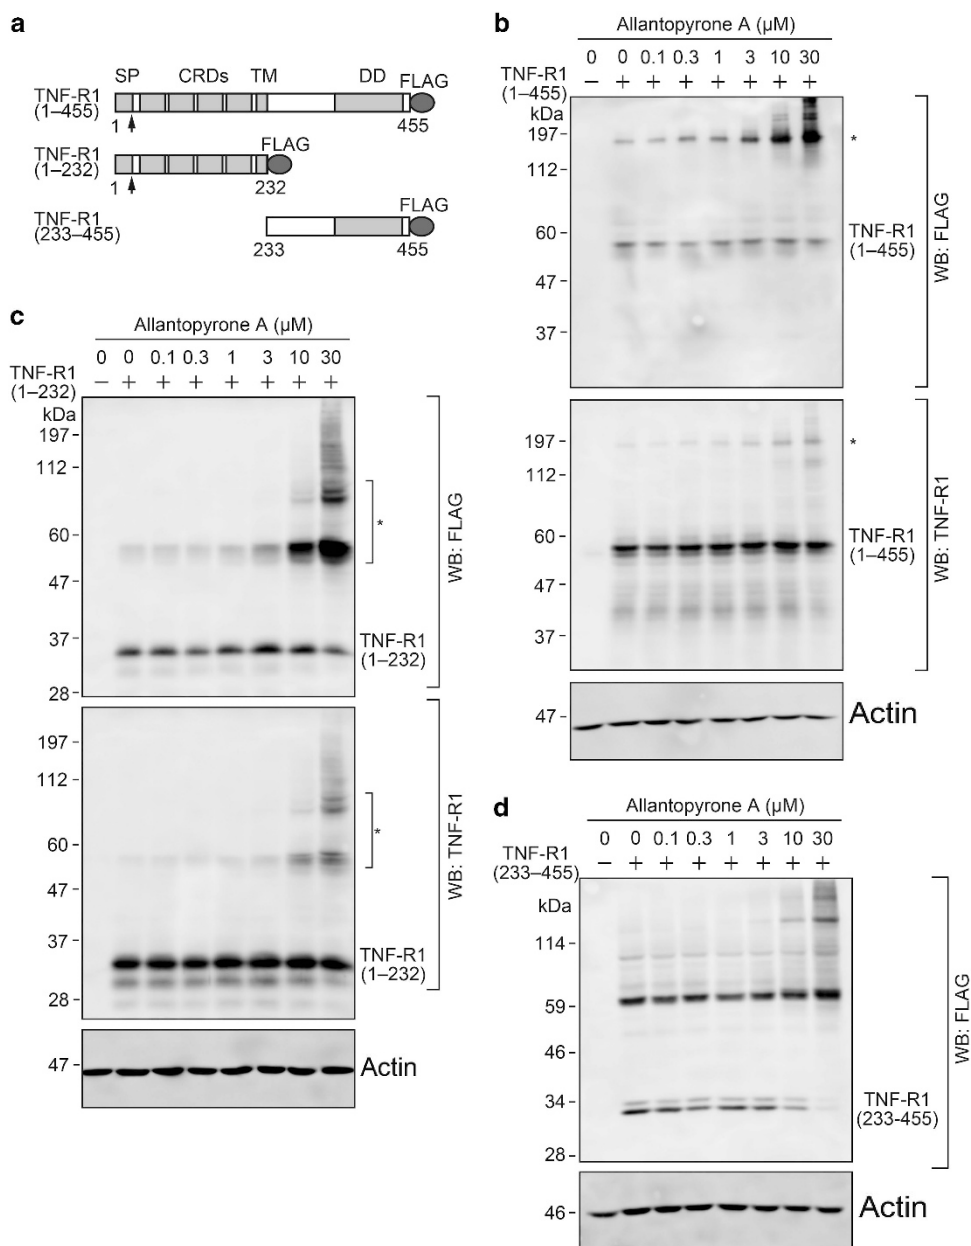 a
SP CRDs TM DD FLAG
TNF-R1
(1–455)
1 455
FLAG
TNF-R1
(1–232)
1 232
FLAG
TNF-R1
(233–455)
233 455
b
Allantopyrone A (µM)
0 0 0.1 0.3 1 3 10 30
TNF-R1
(1–455)
– + + + + + + +
kDa
197
112
60
47
37
*
TNF-R1
(1–455)
WB: FLAG
197
112
60
47
37
*
TNF-R1
(1–455)
WB: TNF-R1
47
Actin
c
Allantopyrone A (µM)
0 0 0.1 0.3 1 3 10 30
TNF-R1
(1–232)
– + + + + + + +
kDa
197
112
60
47
37
28
*
TNF-R1
(1–232)
WB: FLAG
197
112
60
47
37
28
*
TNF-R1
(1–232)
WB: TNF-R1
47
Actin
d
Allantopyrone A (µM)
0 0 0.1 0.3 1 3 10 30
TNF-R1
(233–455)
– + + + + + + +
kDa
114
59
46
34
28
TNF-R1
(233-455)
WB: FLAG
46
Actin